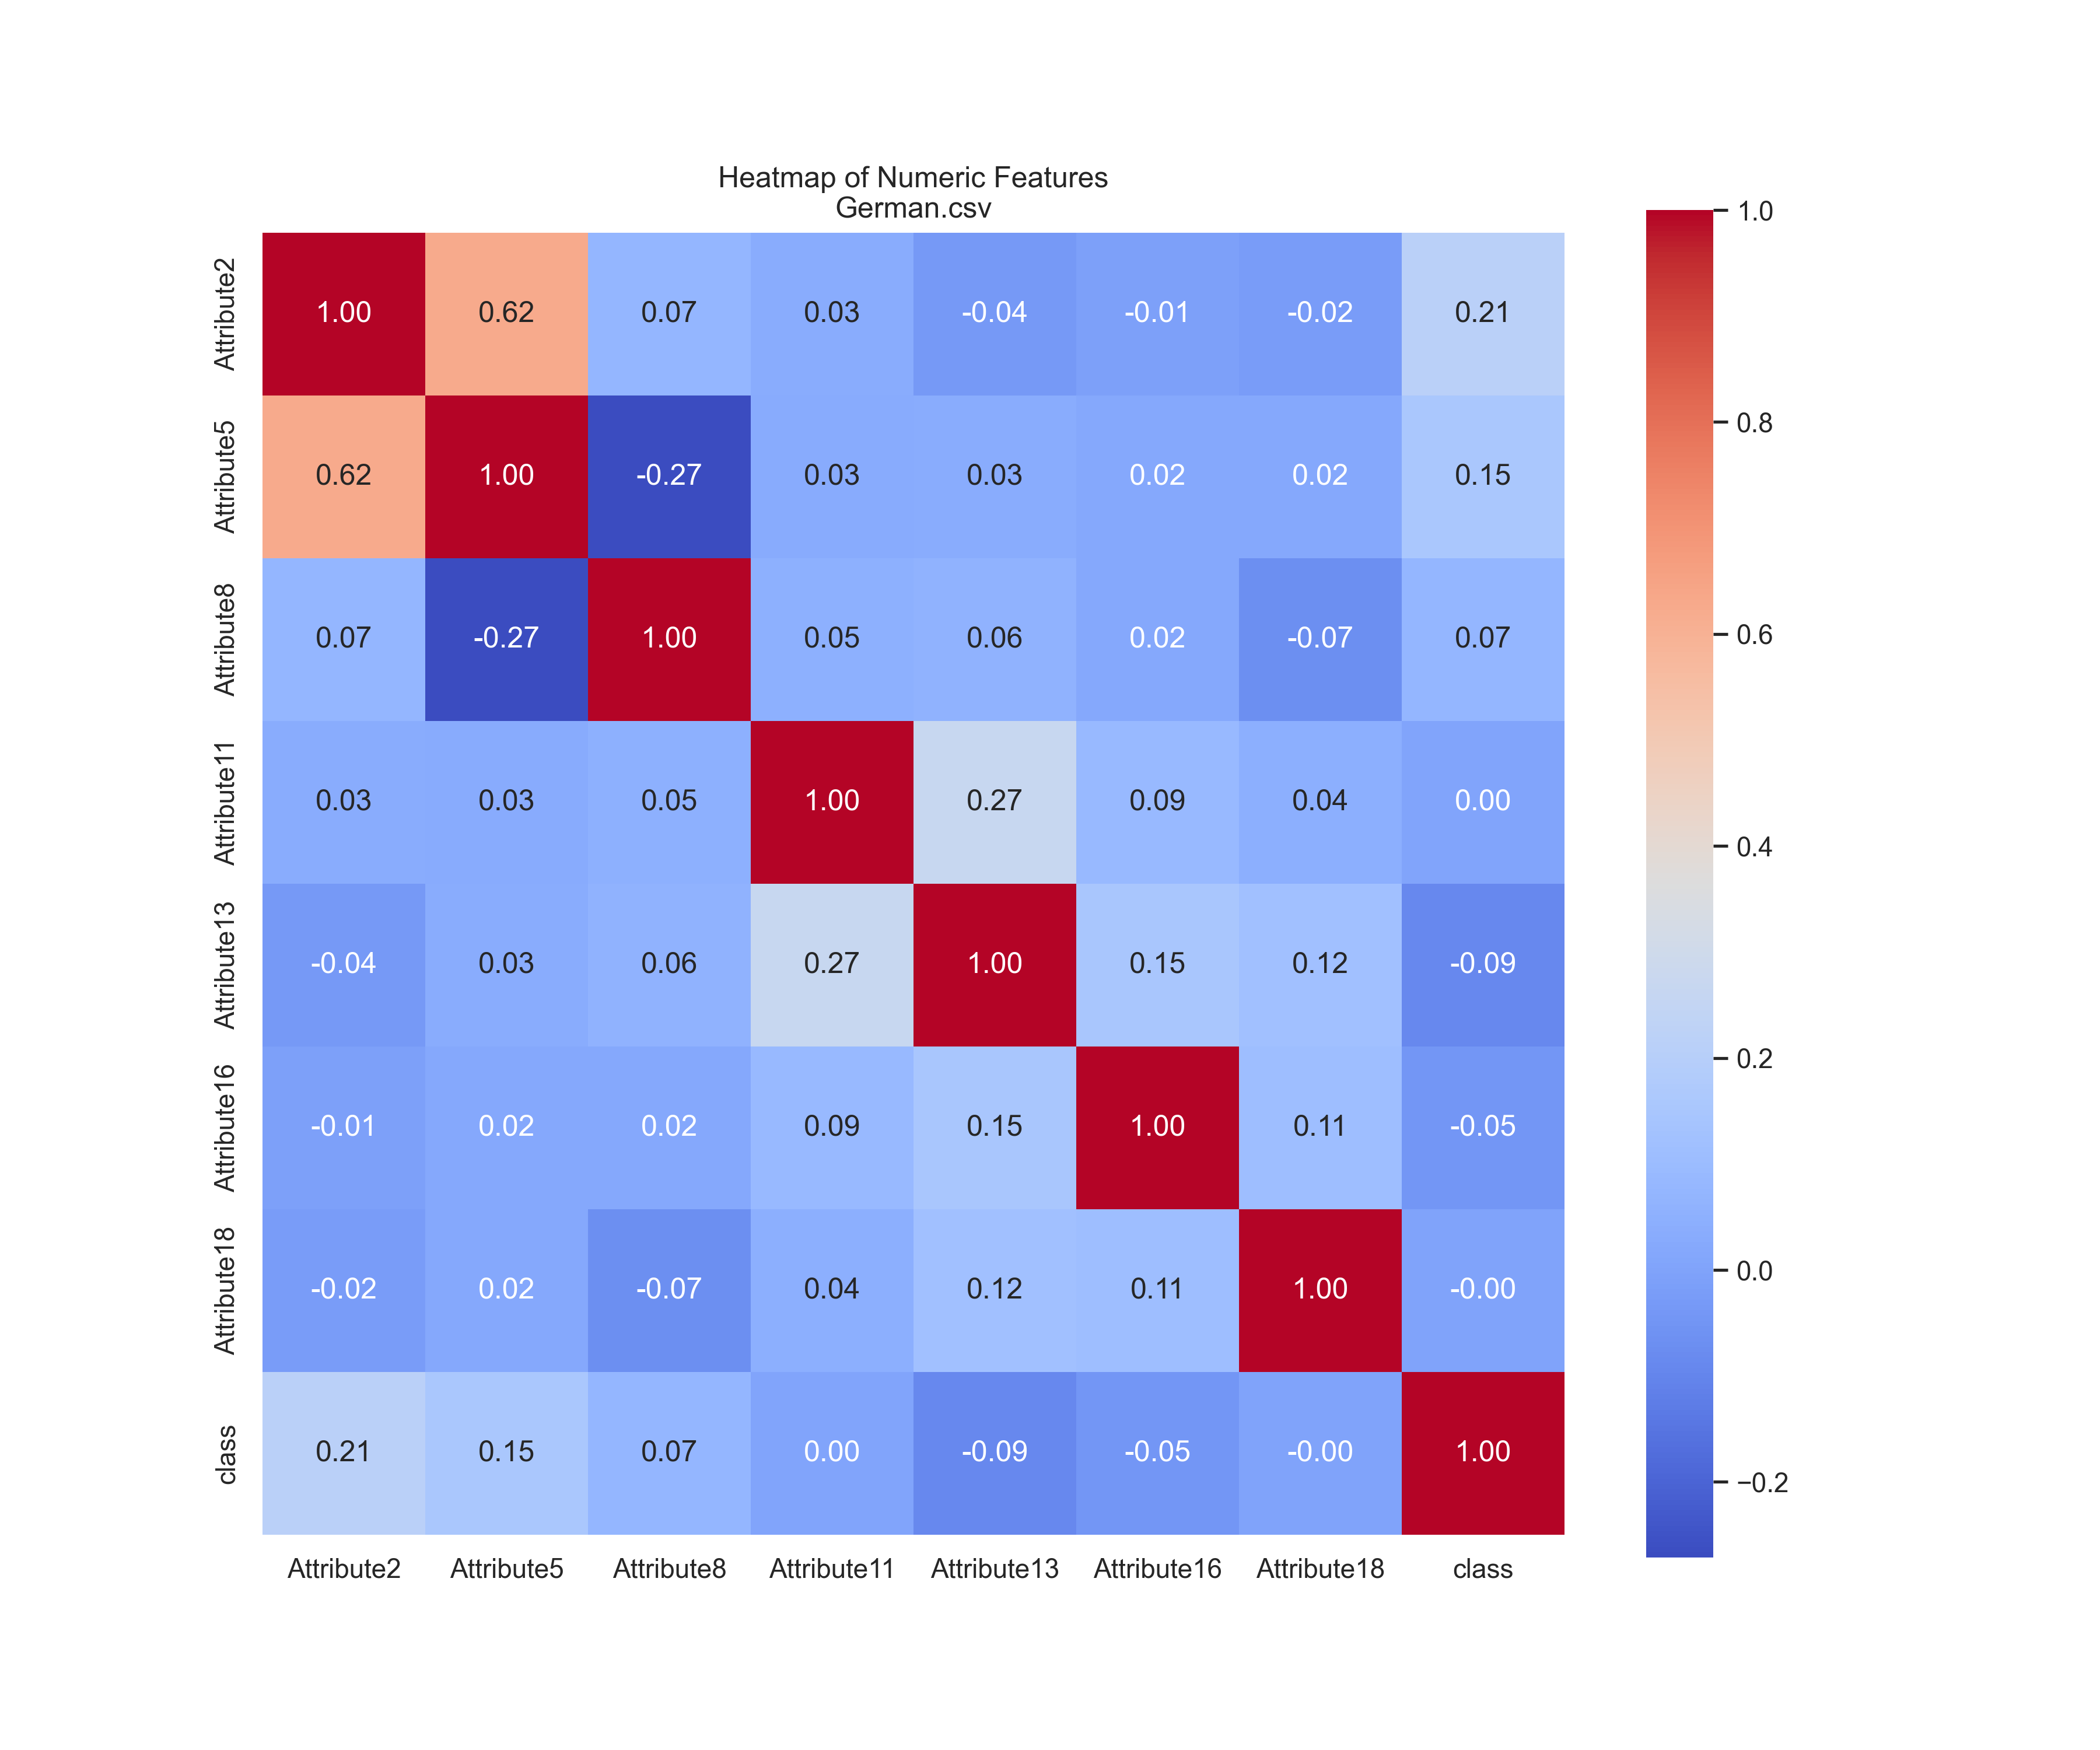 Heatmap of Numeric Features
German.csv
Attribute2 1.00 0.62 0.07 0.03 -0.04 -0.01 -0.02 0.21
Attribute5 0.62 1.00 -0.27 0.03 0.03 0.02 0.02 0.15
Attribute8 0.07 -0.27 1.00 0.05 0.06 0.02 -0.07 0.07
Attribute11 0.03 0.03 0.05 1.00 0.27 0.09 0.04 0.00
Attribute13 -0.04 0.03 0.06 0.27 1.00 0.15 0.12 -0.09
Attribute16 -0.01 0.02 0.02 0.09 0.15 1.00 0.11 -0.05
Attribute18 -0.02 0.02 -0.07 0.04 0.12 0.11 1.00 -0.00
class 0.21 0.15 0.07 0.00 -0.09 -0.05 -0.00 1.00
Attribute2 Attribute5 Attribute8 Attribute11 Attribute13 Attribute16 Attribute18 class
1.0
0.8
0.6
0.4
0.2
0.0
−0.2